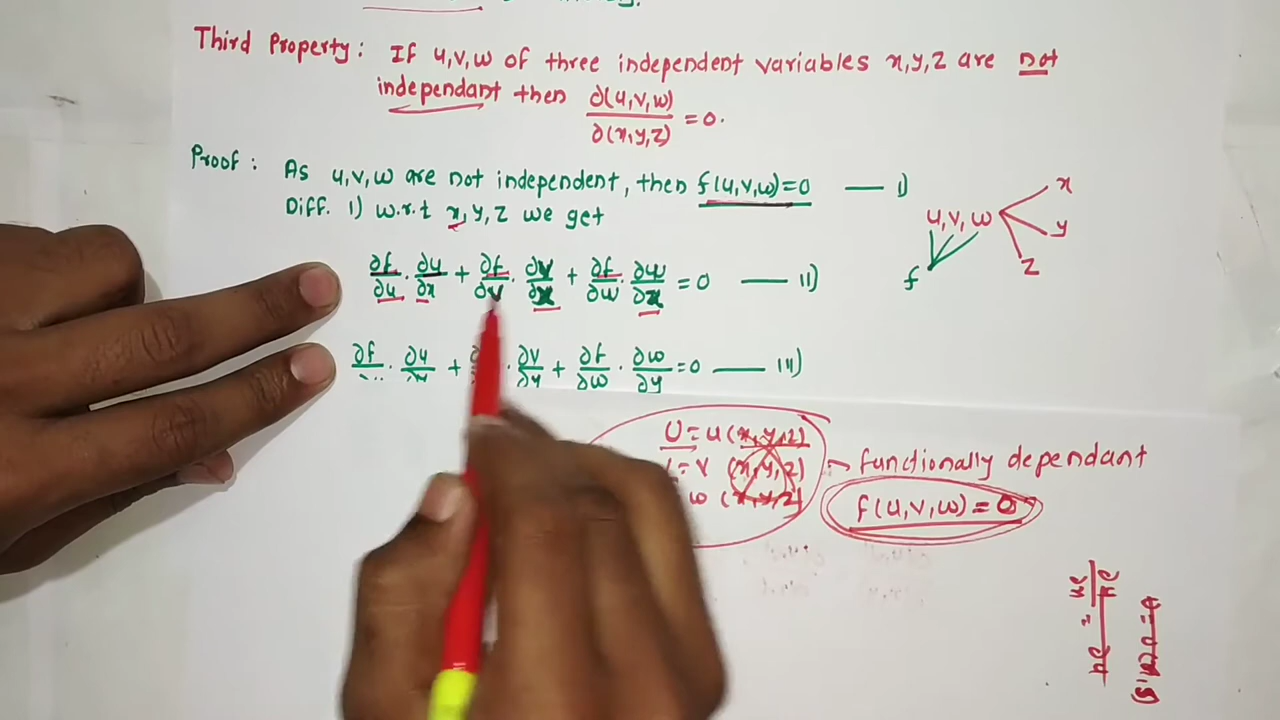 Third Property: If u,v,w of three independent variables x,y,z are not
independant then ∂(u,v,w)/∂(x,y,z) = 0.
Proof: As u,v,w are not independent, then f(u,v,w)=0 — I)
Diff. I) w.r.t x,y,z we get
∂f/∂u · ∂u/∂x + ∂f/∂v · ∂v/∂x + ∂f/∂w · ∂w/∂x = 0 — II)
∂f · ∂u + · ∂v/∂y + ∂f/∂w · ∂w/∂y = 0 — III)
x
u,v,w
y
z
f
U = u(x,y,z)
= v (x,y,z)
w (x,y,z)
functionally dependant
f(u,v,w) = 0